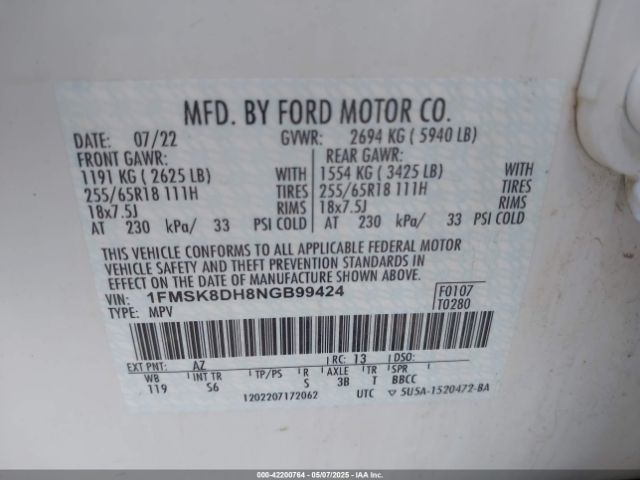 MFD. BY FORD MOTOR CO.
DATE: 07/22 GVWR: 2694 KG ( 5940 LB)
FRONT GAWR: REAR GAWR:
1191 KG ( 2625 LB) WITH 1554 KG ( 3425 LB) WITH
255/65R18 111H TIRES 255/65R18 111H TIRES
18x7.5J RIMS 18x7.5J RIMS
AT 230 kPa/ 33 PSI COLD AT 230 kPa/ 33 PSI COLD
THIS VEHICLE CONFORMS TO ALL APPLICABLE FEDERAL MOTOR
VEHICLE SAFETY AND THEFT PREVENTION STANDARDS IN
EFFECT ON THE DATE OF MANUFACTURE SHOWN ABOVE.
VIN: 1FMSK8DH8NGB99424 F0107
TYPE: MPV T0280
EXT PNT: AZ RC: 13 DSO:
WB INT TR TP/PS R AXLE TR SPR
119 S6 S 3B T BBCC
1202207172062 UTC ▽ 5U5A-1520472-BA
000-42200764 - 05/07/2025 - IAAI.CA